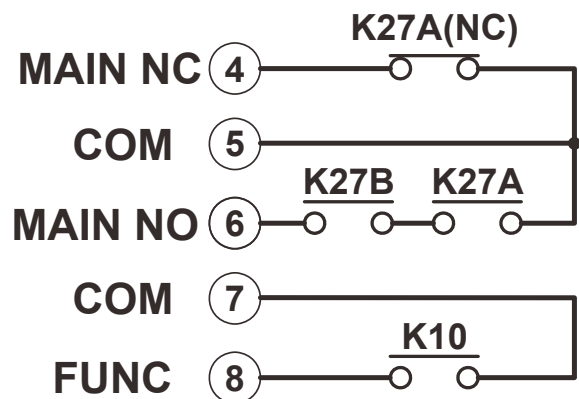 K27A(NC)
MAIN NC 4
COM 5
K27B K27A
MAIN NO 6
COM 7
K10
FUNC 8